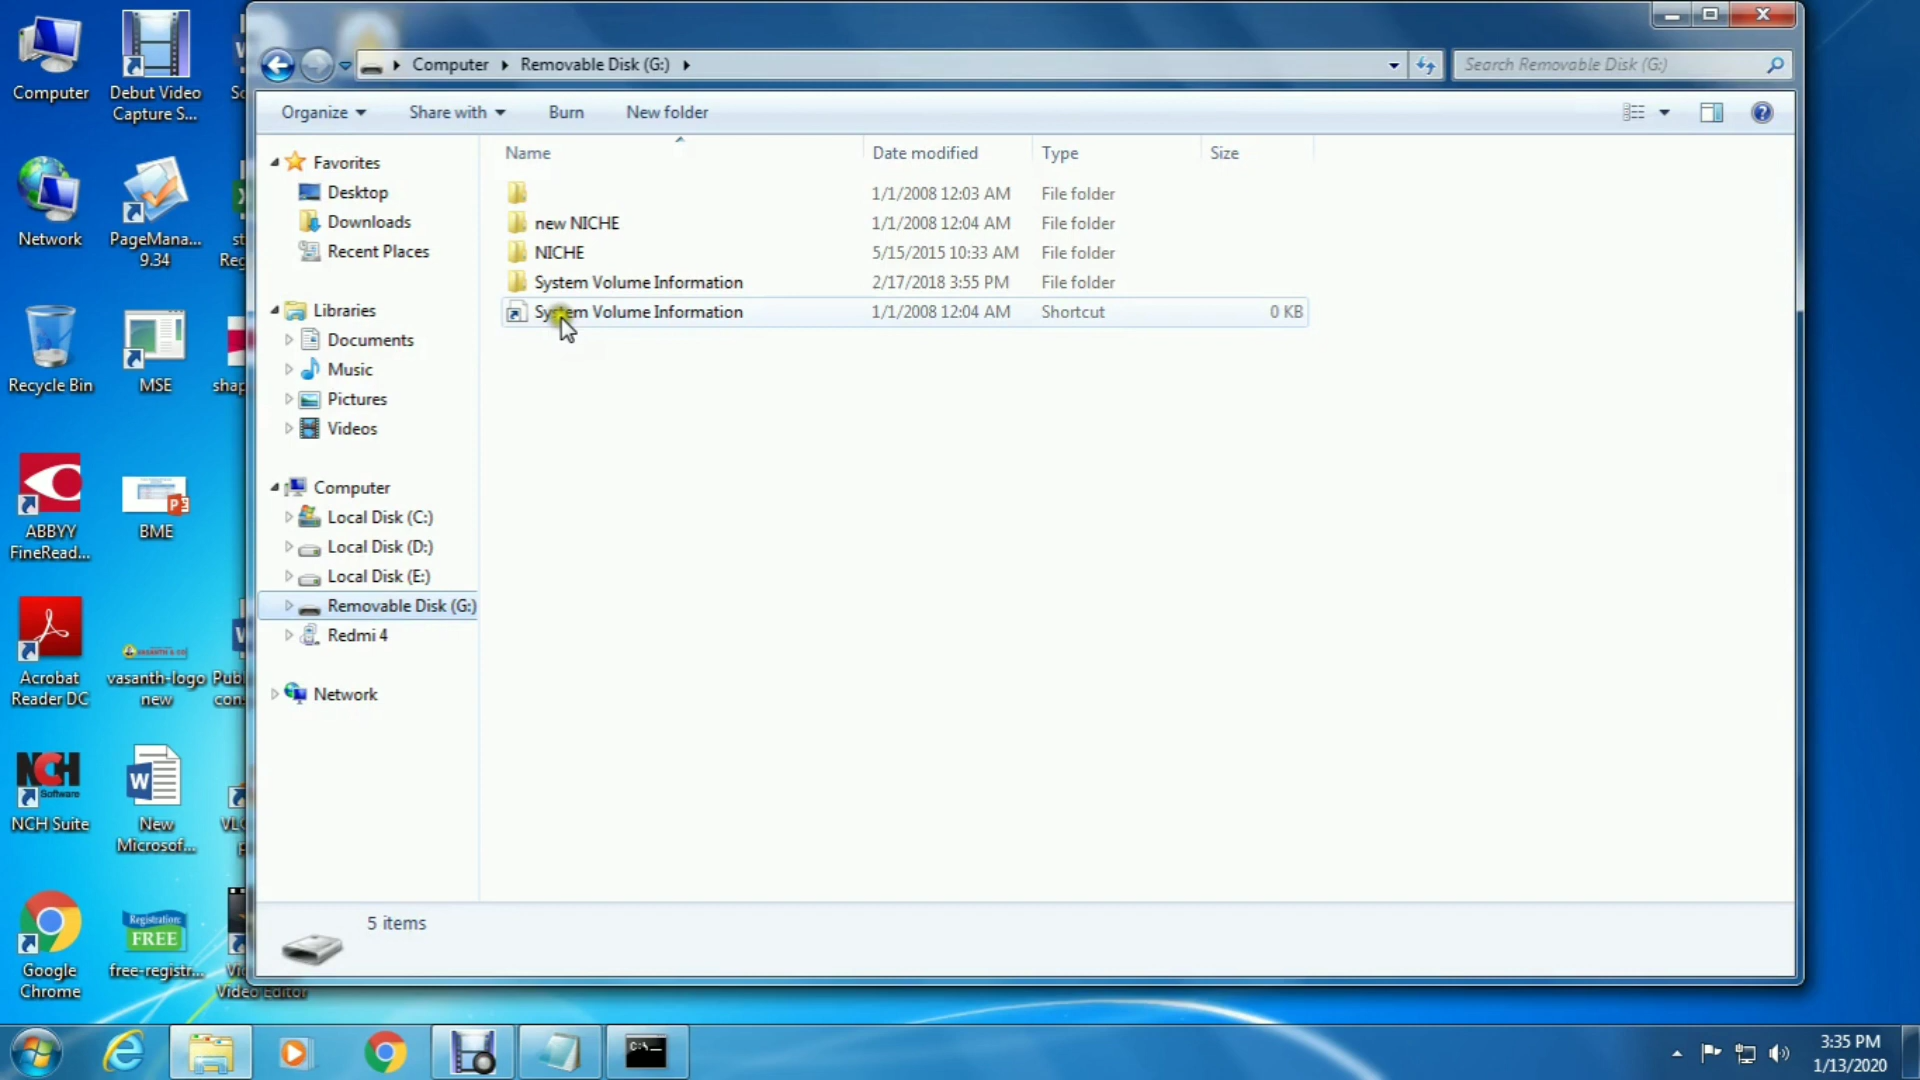 Computer
Debut Video
Capture S...
Network
PageMana...
9.34
Recycle Bin
MSE
ABBYY
FineRead...
BME
Acrobat
Reader DC
vasanth-logo
new
NCH
Software
NCH Suite
New
Microsof...
Google
Chrome
Registration:
FREE
free-registr...
Video Editor
Computer
Removable Disk (G:)
Search Removable Disk (G:)
Organize
Share with
Burn
New folder
Favorites
Desktop
Downloads
Recent Places
Libraries
Documents
Music
Pictures
Videos
Computer
Local Disk (C:)
Local Disk (D:)
Local Disk (E:)
Removable Disk (G:)
Redmi 4
Network
Name Date modified Type Size
1/1/2008 12:03 AM File folder
new NICHE 1/1/2008 12:04 AM File folder
NICHE 5/15/2015 10:33 AM File folder
System Volume Information 2/17/2018 3:55 PM File folder
System Volume Information 1/1/2008 12:04 AM Shortcut 0 KB
5 items
C:\
3:35 PM
1/13/2020